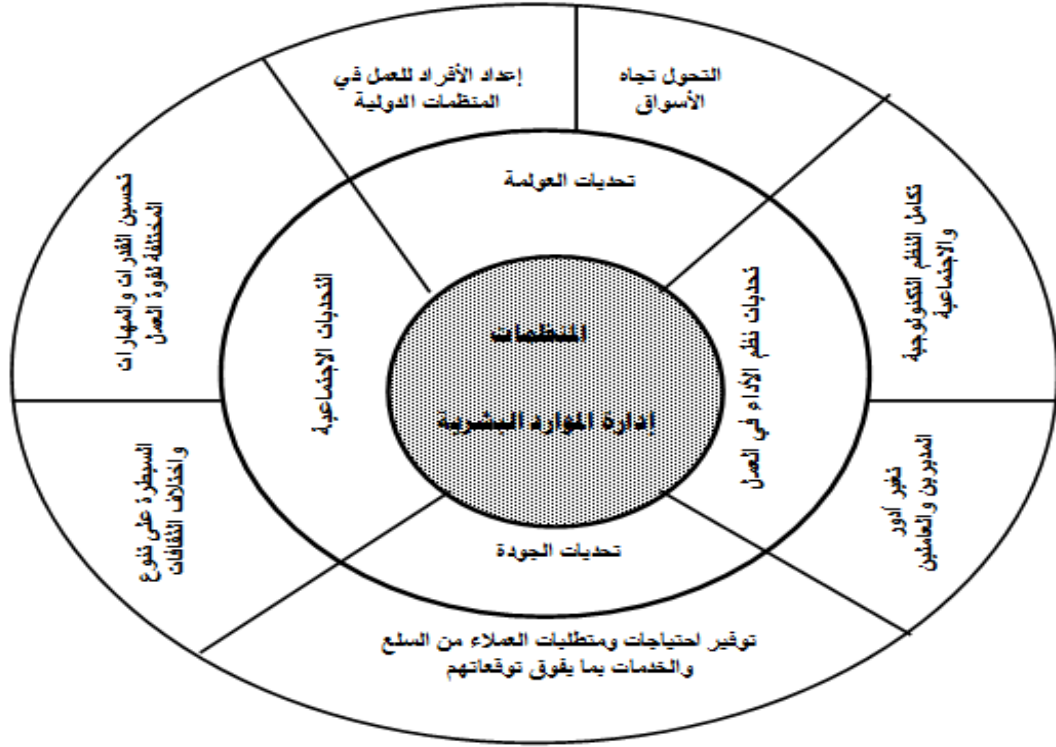 التحول تجاه
الأسواق
إعداد الأفراد للعمل في
المنظمات الدولية
تحديات العولمة
تكامل النظم التكنولوجية
والاجتماعية
تحديات نظم الأداء في العمل
تغير أدور
المديرين والعاملين
المنظمات
إدارة الموارد البشرية
التحديات الاجتماعية
تحسين القدرات والمهارات
المختلفة لقوة العمل
السيطرة على تنوع
واختلاف الثقافات
تحديات الجودة
توفير احتياجات ومتطلبات العملاء من السلع
والخدمات بما يفوق توقعاتهم